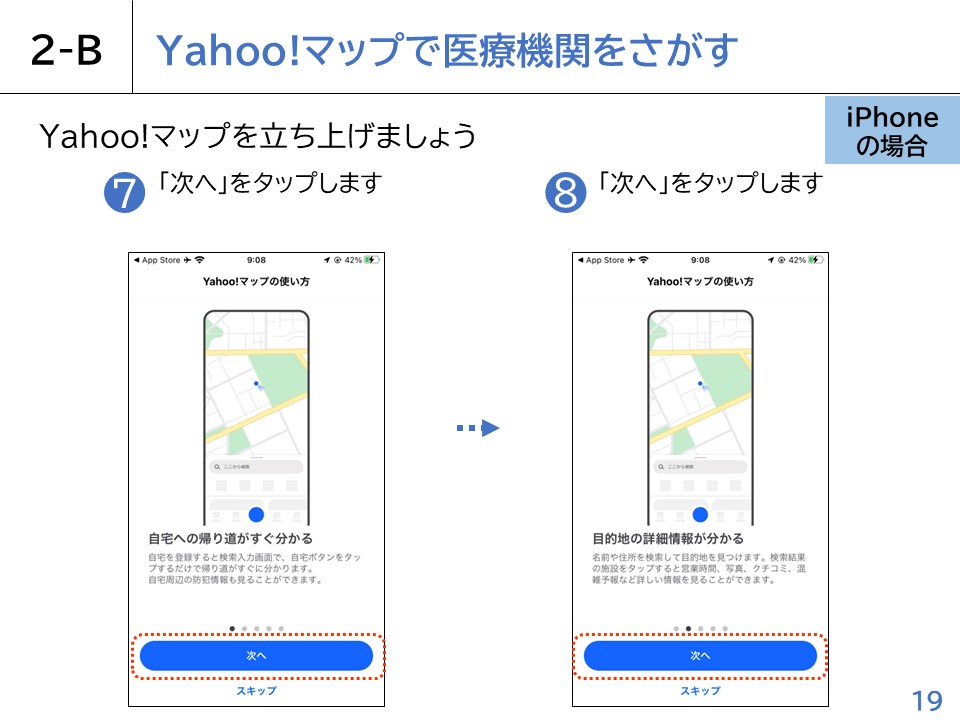 2-B
Yahoo!マップで医療機関をさがす
iPhone
の場合
Yahoo!マップを立ち上げましょう
7 「次へ」をタップします
◀ App Store 9:08 42%
Yahoo!マップの使い方
ここから検索
自宅への帰り道がすぐ分かる
自宅を登録すると検索入力画面で、自宅ボタンをタッ
プするだけで帰り道がすぐに分かります。
自宅周辺の防犯情報も見ることができます。
次へ
スキップ
8 「次へ」をタップします
◀ App Store 9:08 42%
Yahoo!マップの使い方
ここから検索
目的地の詳細情報が分かる
名前や住所を検索して目的地を見つけます。検索結果
の施設をタップすると営業時間、写真、クチコミ、混
雑予報など詳しい情報を見ることができます。
次へ
スキップ
19